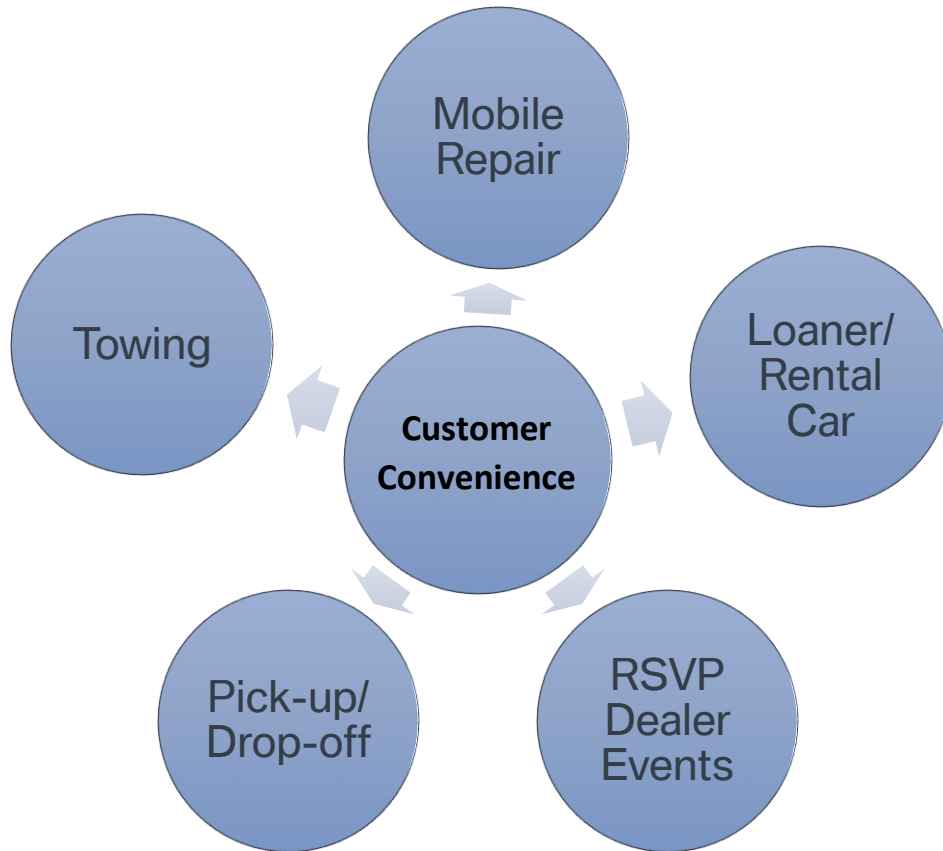 Mobile
Repair
Towing
Loaner/
Rental
Car
Customer
Convenience
Pick-up/
Drop-off
RSVP
Dealer
Events